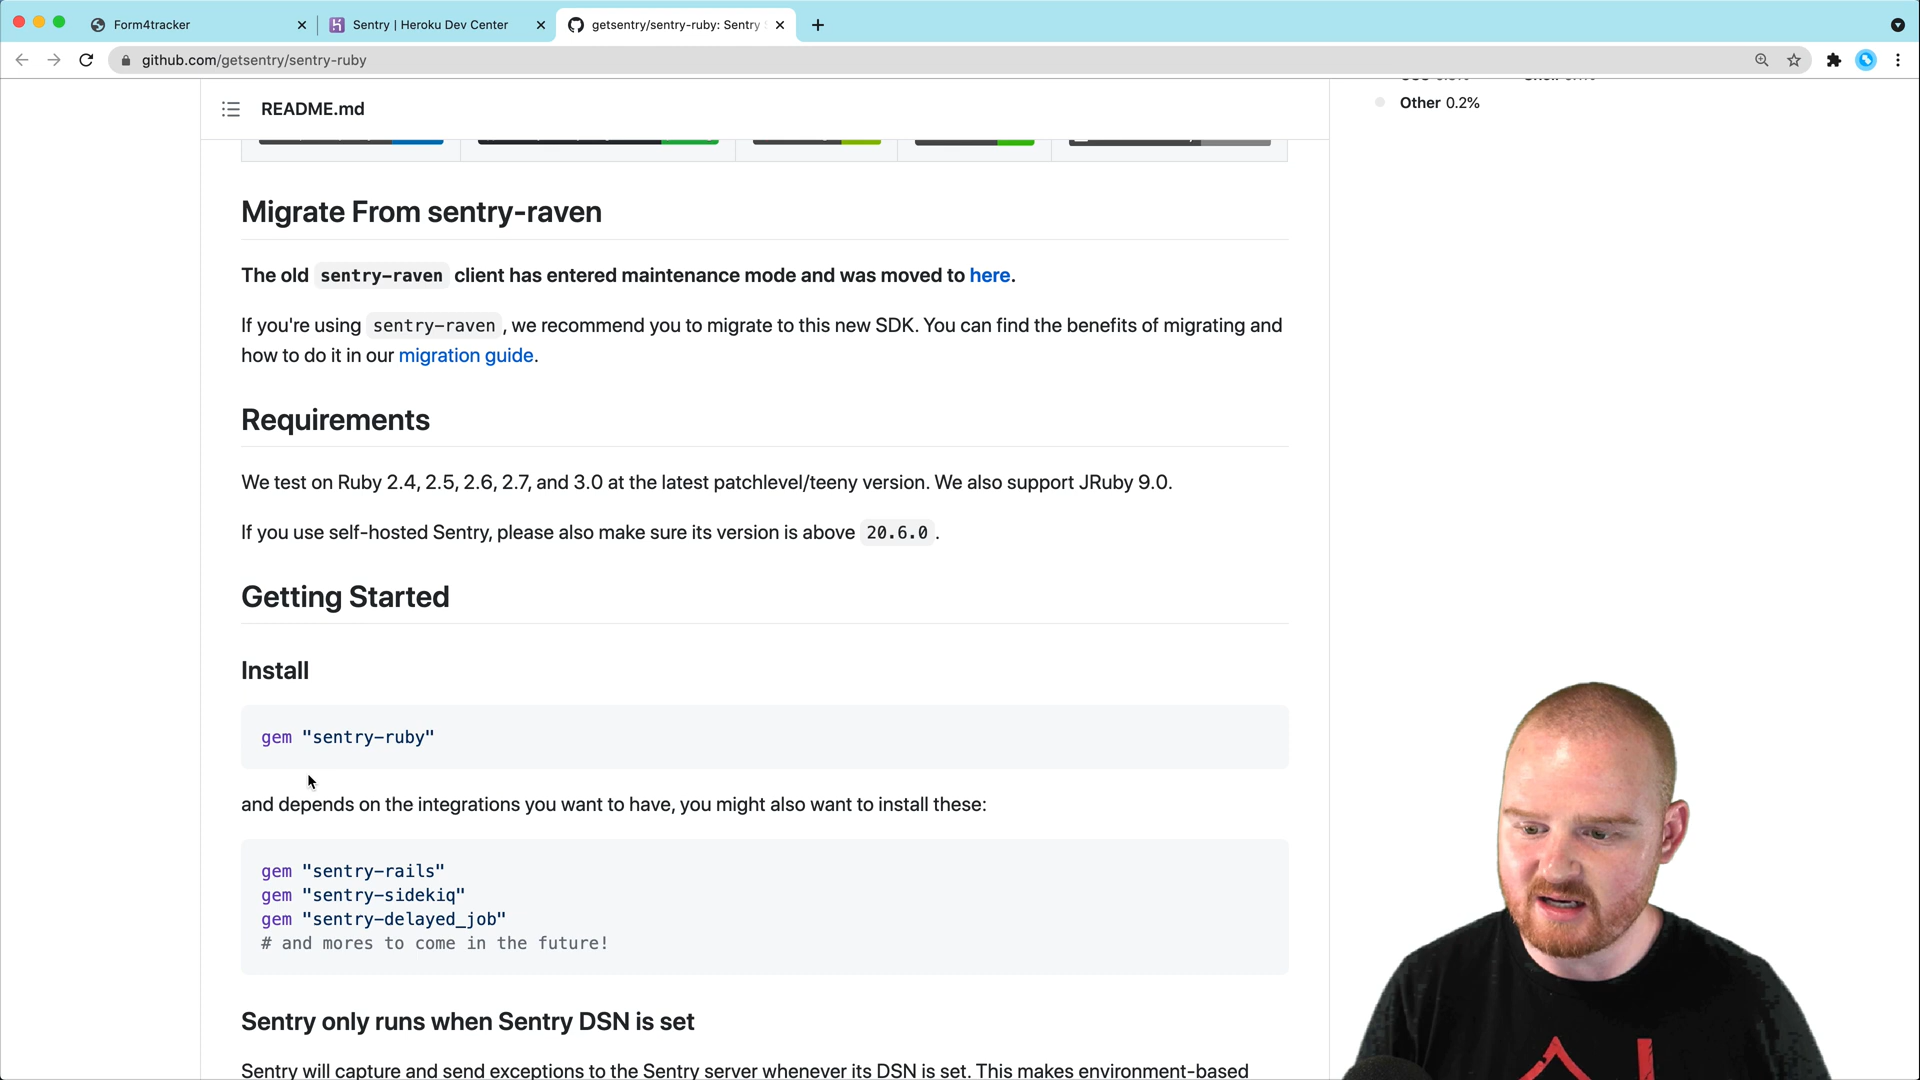 Form4tracker
Sentry | Heroku Dev Center
getsentry/sentry-ruby: Sentry
github.com/getsentry/sentry-ruby
README.md
Other 0.2%
Migrate From sentry-raven
The old sentry-raven client has entered maintenance mode and was moved to here.
If you're using sentry-raven, we recommend you to migrate to this new SDK. You can find the benefits of migrating and
how to do it in our migration guide.
Requirements
We test on Ruby 2.4, 2.5, 2.6, 2.7, and 3.0 at the latest patchlevel/teeny version. We also support JRuby 9.0.
If you use self-hosted Sentry, please also make sure its version is above 20.6.0.
Getting Started
Install
gem "sentry-ruby"
and depends on the integrations you want to have, you might also want to install these:
gem "sentry-rails"
gem "sentry-sidekiq"
gem "sentry-delayed_job"
# and mores to come in the future!
Sentry only runs when Sentry DSN is set
Sentry will capture and send exceptions to the Sentry server whenever its DSN is set. This makes environment-based